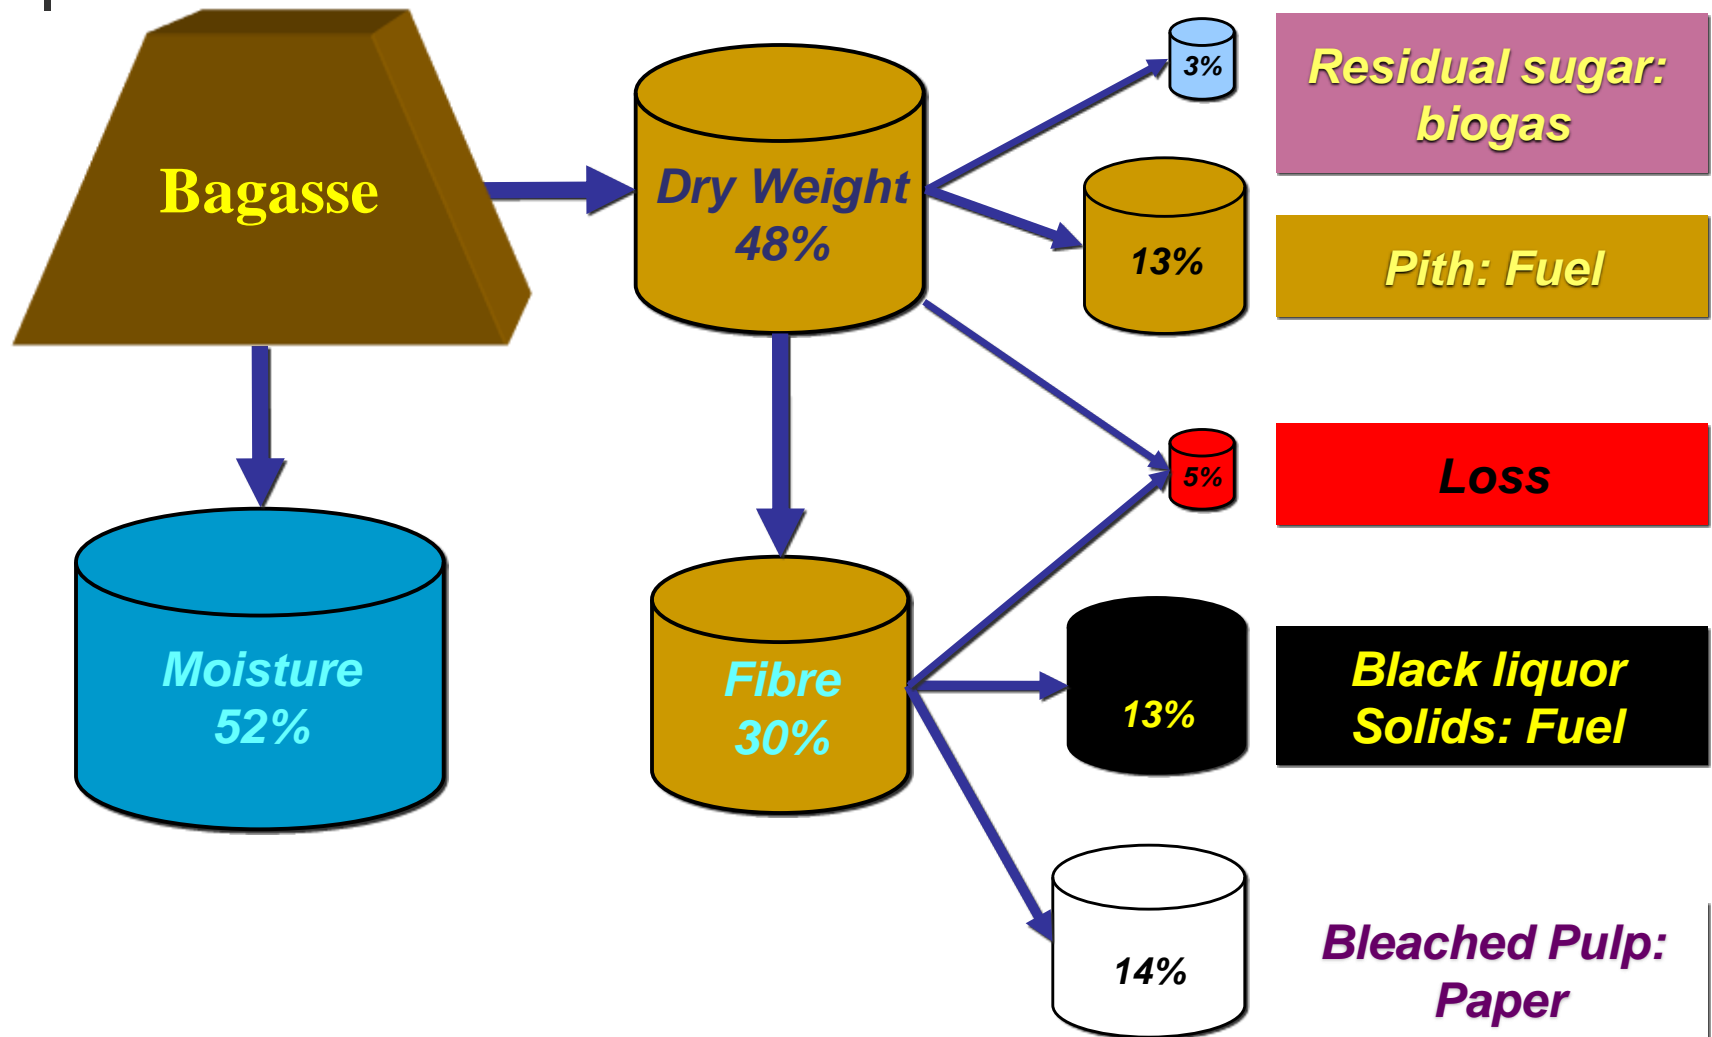 Bagasse
Dry Weight
48%
3%
Residual sugar:
biogas
13%
Pith: Fuel
5%
Loss
Moisture
52%
Fibre
30%
13%
Black liquor
Solids: Fuel
14%
Bleached Pulp:
Paper